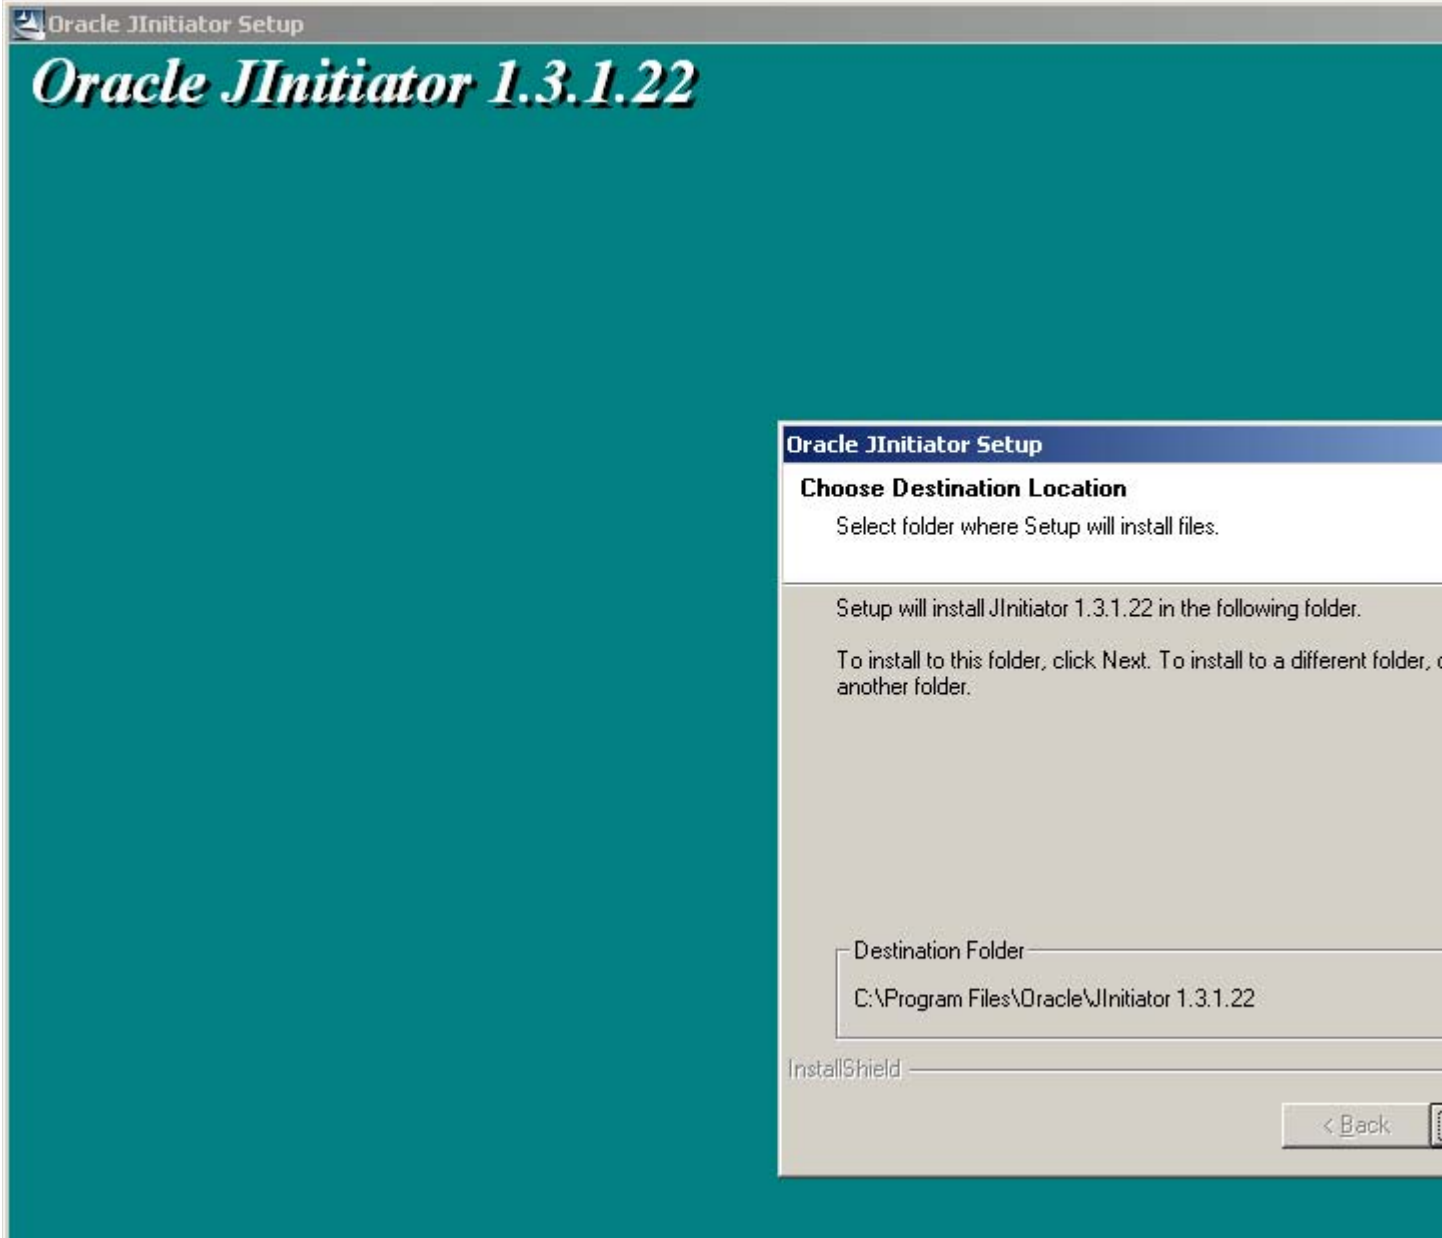 Oracle JInitiator Setup
Oracle JInitiator 1.3.1.22
Oracle JInitiator Setup
Choose Destination Location
Select folder where Setup will install files.
Setup will install JInitiator 1.3.1.22 in the following folder.
To install to this folder, click Next. To install to a different folder,
another folder.
Destination Folder
C:\Program Files\Oracle\JInitiator 1.3.1.22
InstallShield
< Back